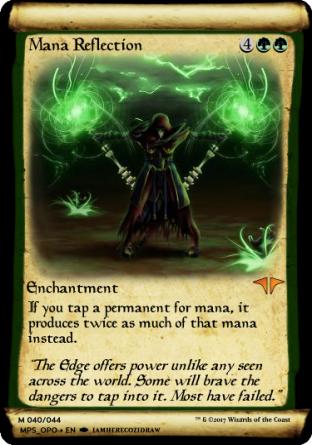 Mana Reflection 4
Enchantment
If you tap a permanent for mana, it
produces twice as much of that mana
instead.
"The Edge offers power unlike any seen
across the world. Some will brave the
dangers to tap into it. Most have failed."
M 040/044
MPS_OPO • EN IAMHERECOZIDRAW
™ & ©2017 Wizards of the Coast